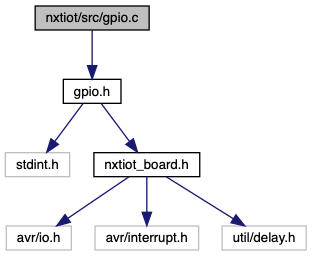 nxtiot/src/gpio.c
gpio.h
stdint.h
nxtiot_board.h
avr/io.h
avr/interrupt.h
util/delay.h